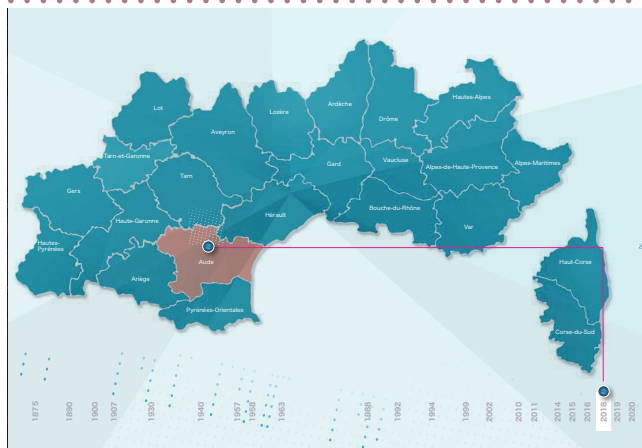 Lot
Lozère
Ardèche
Drôme
Hautes-Alpes
Aveyron
Tarn-et-Garonne
Gard
Vaucluse
Alpes-de-Haute-Provence
Alpes-Maritimes
Tarn
Gers
Haute-Garonne
Hérault
Bouche-du-Rhône
Var
Hautes-
Pyrénées
Aude
Ariège
Haut-Corse
Pyrénées-Orientales
Corse-du-Sud
1875
1890
1900
1907
1930
1940
1957
1958
1963
1988
1992
1994
1999
2002
2010
2011
2014
2015
2016
2018
2019
2020